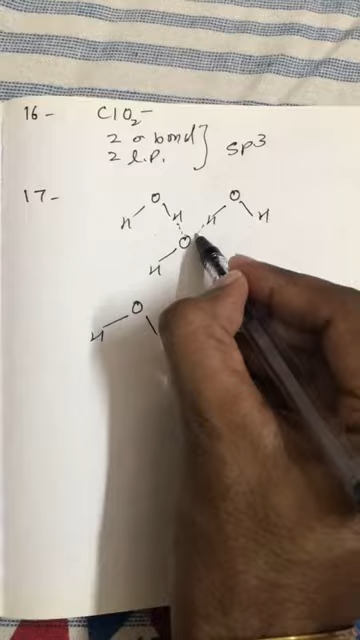 16- ClO2-
2 σ bond
2 l.p. } sp3
17-
O O
H H H H
O
H
O
H